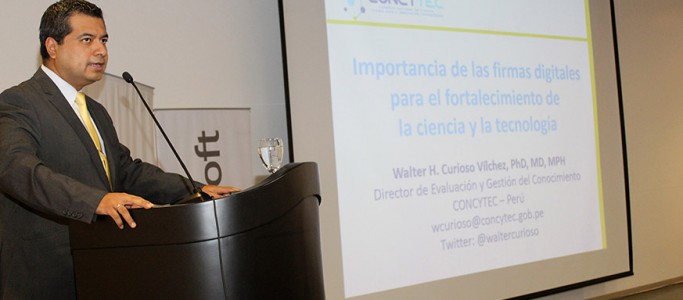 CONCYTEC
Importancia de las firmas digitales
para el fortalecimiento de
la ciencia y la tecnología
Walter H. Curioso Vílchez, PhD, MD, MPH
Director de Evaluación y Gestión del Conocimiento
CONCYTEC – Perú
wcurioso@concytec.gob.pe
Twitter: @waltercurioso
oft